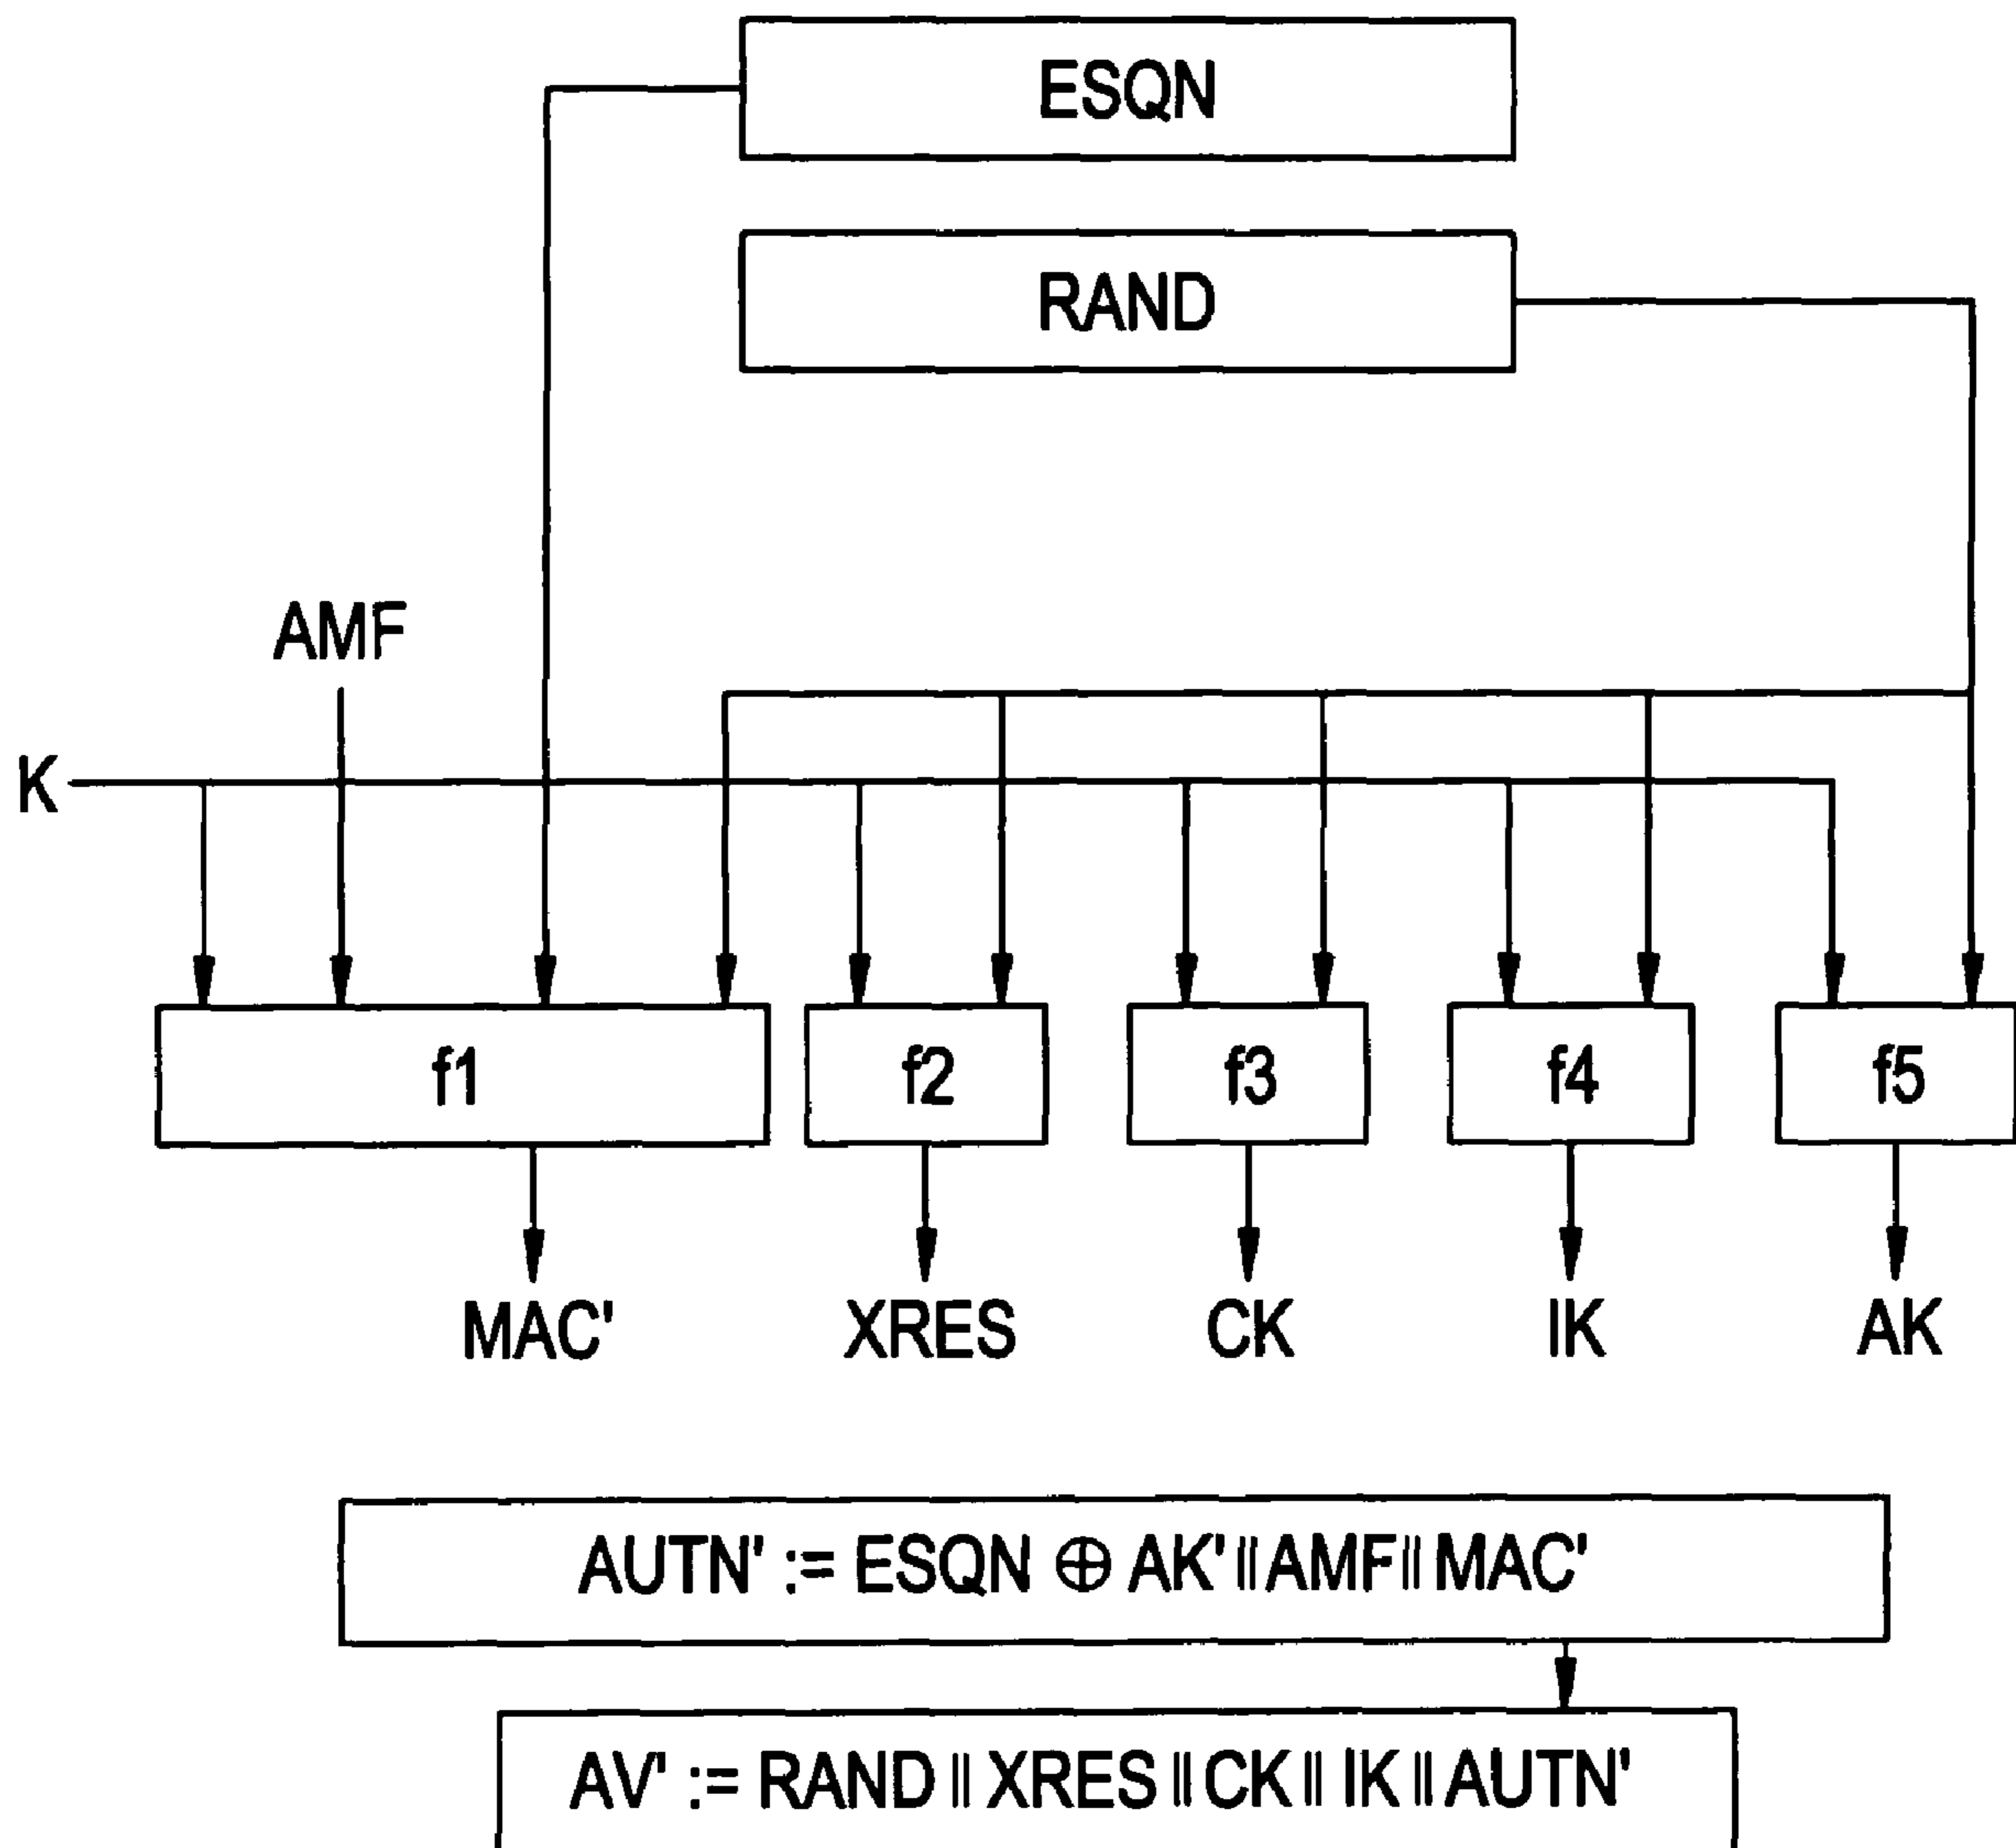 ESQN
RAND
AMF
K
f1 f2 f3 f4 f5
MAC' XRES CK IK AK
AUTN' := ESQN ⊕ AK' || AMF || MAC'
AV' := RAND || XRES || CK || IK || AUTN'